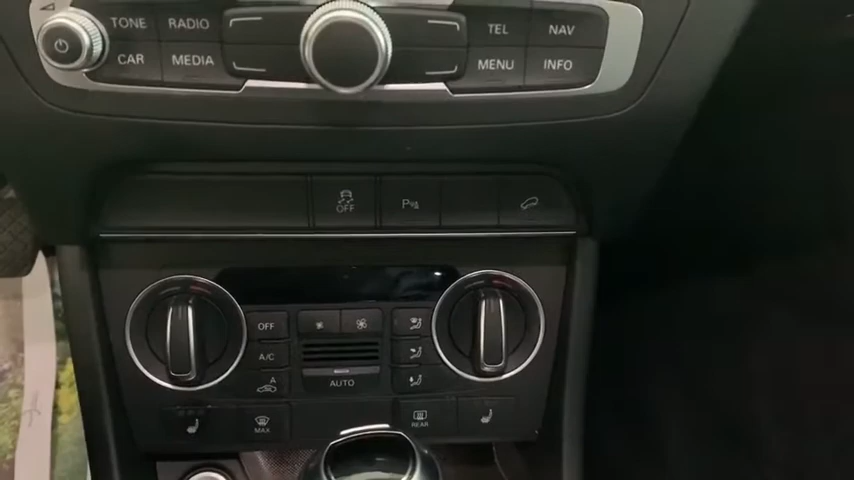 TONE RADIO TEL NAV
CAR MEDIA MENU INFO
OFF P
OFF
A/C
AUTO
A
MAX REAR